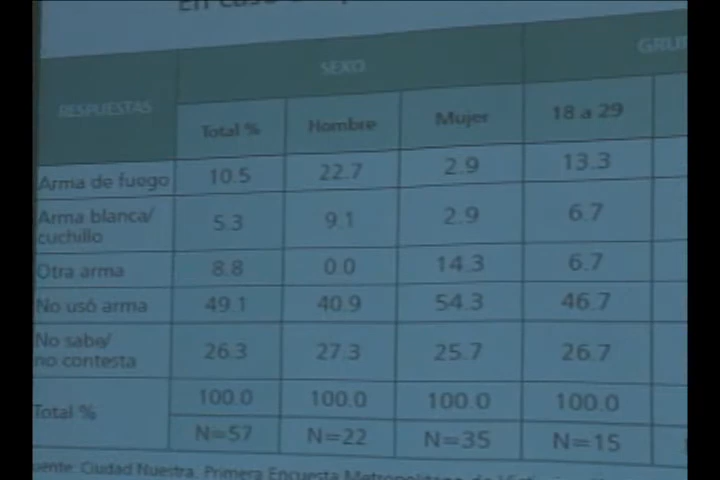 En caso
SEXO
RESPUESTAS Total % Hombre Mujer 18 a 29
Arma de fuego 10.5 22.7 2.9 13.3
Arma blanca/
cuchillo 5.3 9.1 2.9 6.7
Otra arma 8.8 0.0 14.3 6.7
No usó arma 49.1 40.9 54.3 46.7
No sabe/
no contesta 26.3 27.3 25.7 26.7
Total % 100.0 100.0 100.0 100.0
N=57 N=22 N=35 N=15
Ciudad Nuestra. Primera Encuesta